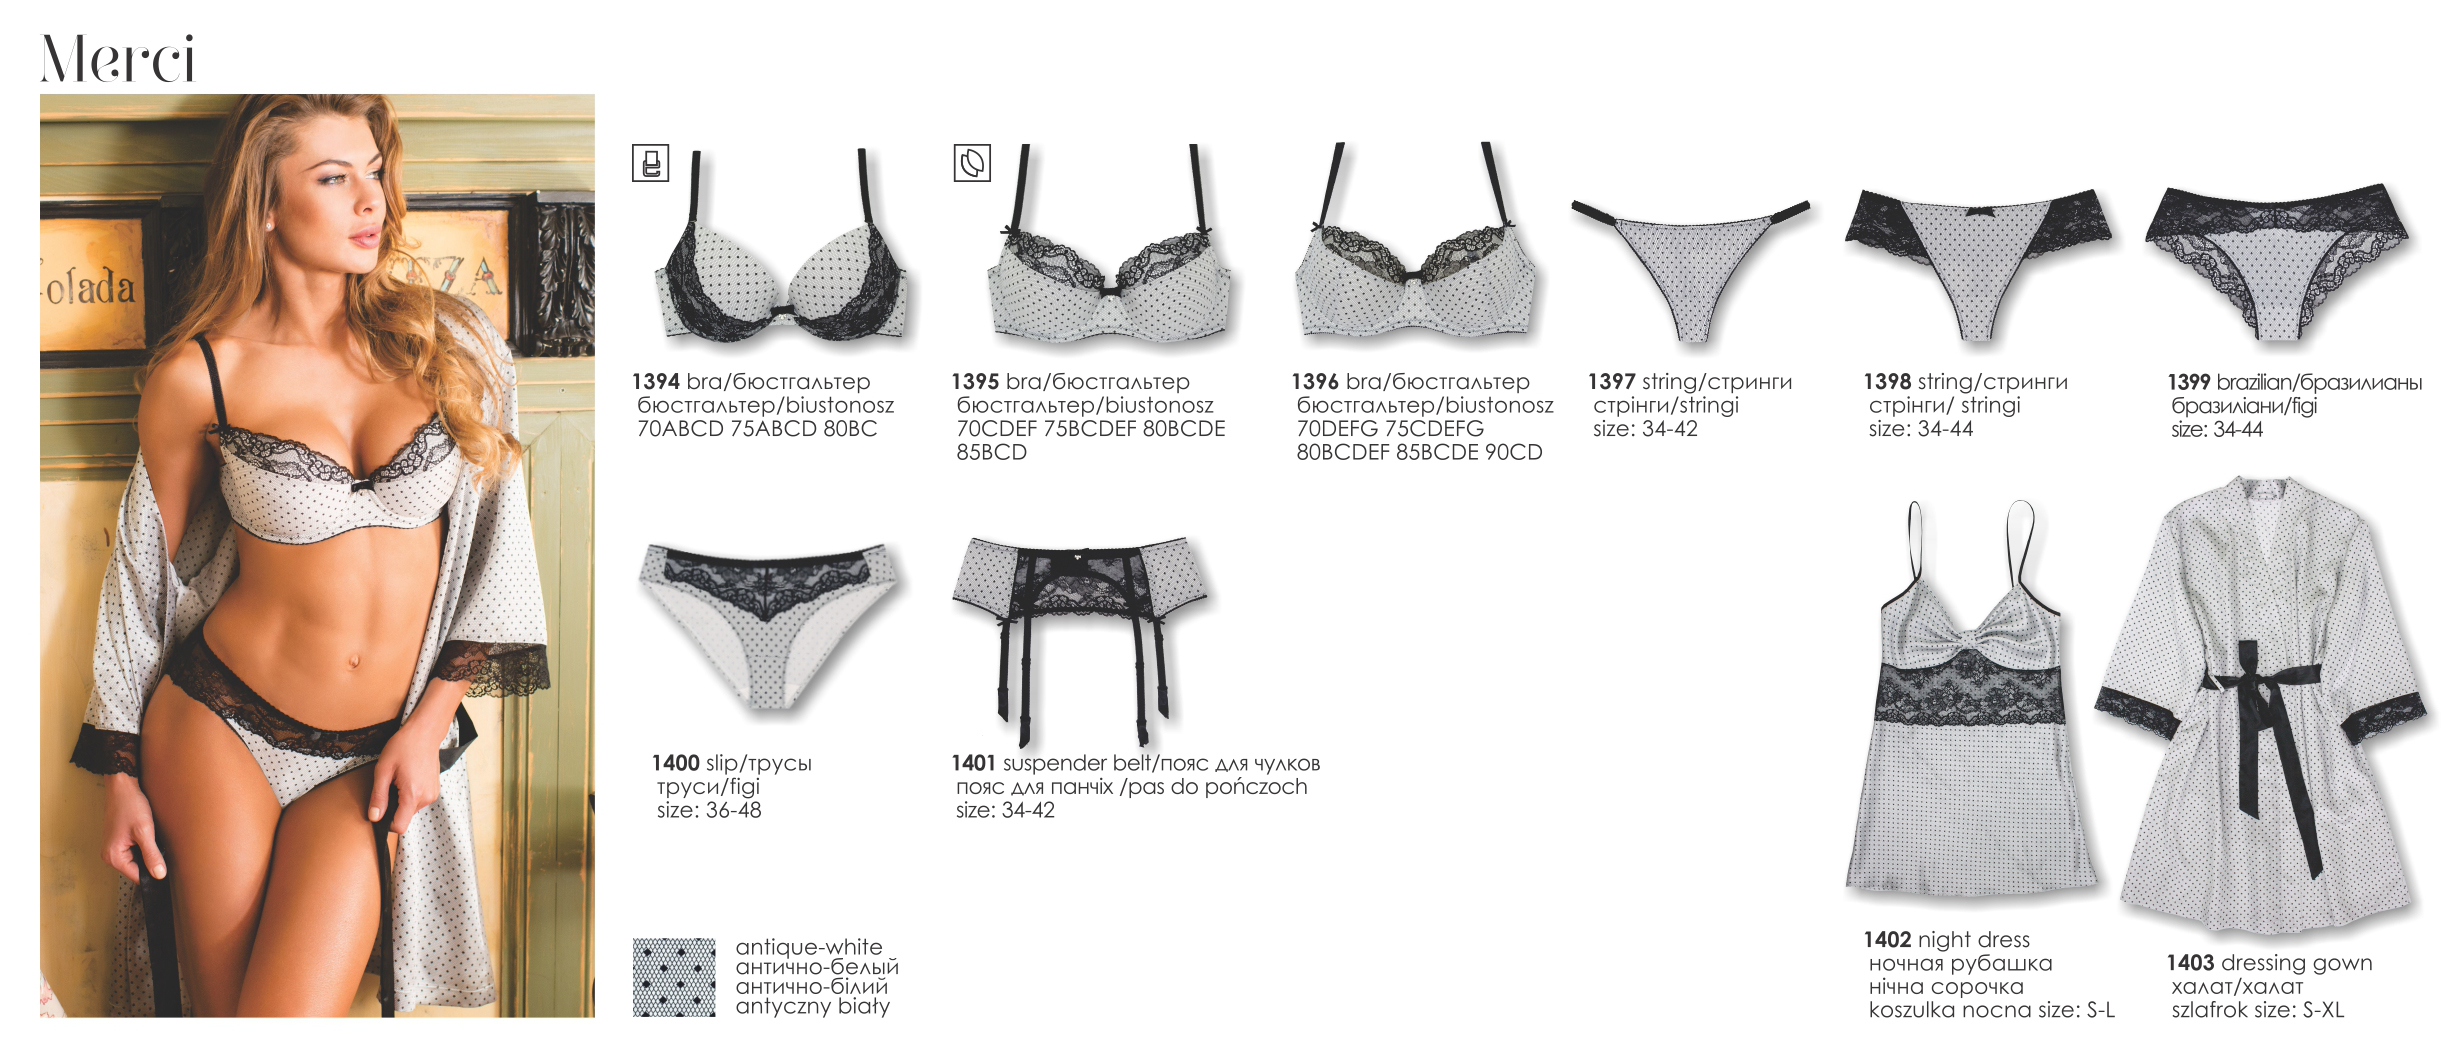 Merci
olada
1394 bra/бюстгальтер
бюстгальтер/biustonosz
70ABCD 75ABCD 80BC
1395 bra/бюстгальтер
бюстгальтер/biustonosz
70CDEF 75BCDEF 80BCDE
85BCD
1396 bra/бюстгальтер
бюстгальтер/biustonosz
70DEFG 75CDEFG
80BCDEF 85BCDE 90CD
1397 string/стринги
стрінги/stringi
size: 34-42
1398 string/стринги
стрінги/ stringi
size: 34-44
1399 brazilian/бразилианы
бразиліани/figi
size: 34-44
1400 slip/трусы
труси/figi
size: 36-48
1401 suspender belt/пояс для чулков
пояс для панчіх /pas do pończoch
size: 34-42
1402 night dress
ночная рубашка
нічна сорочка
koszulka nocna size: S-L
1403 dressing gown
халат/халат
szlafrok size: S-XL
antique-white
антично-белый
антично-білий
antyczny biały